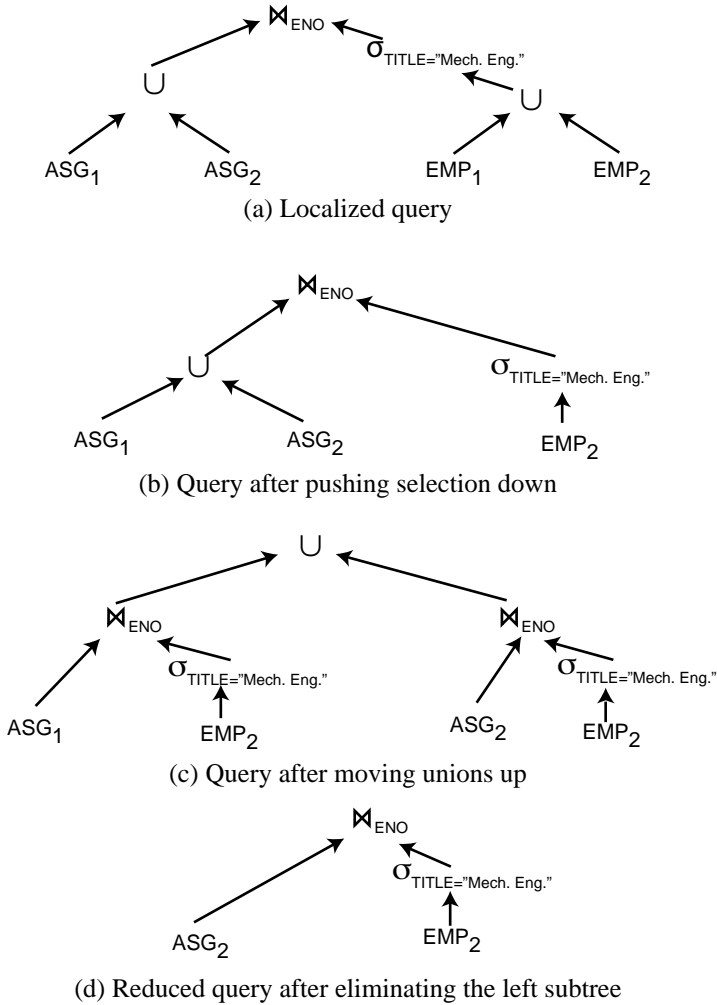 ⋈ENO
σTITLE="Mech. Eng."
∪ ∪
ASG1 ASG2 EMP1 EMP2
(a) Localized query
⋈ENO
∪ σTITLE="Mech. Eng."
ASG1 ASG2 EMP2
(b) Query after pushing selection down
∪
⋈ENO ⋈ENO
σTITLE="Mech. Eng." σTITLE="Mech. Eng."
ASG1 EMP2 ASG2 EMP2
(c) Query after moving unions up
⋈ENO
σTITLE="Mech. Eng."
ASG2 EMP2
(d) Reduced query after eliminating the left subtree